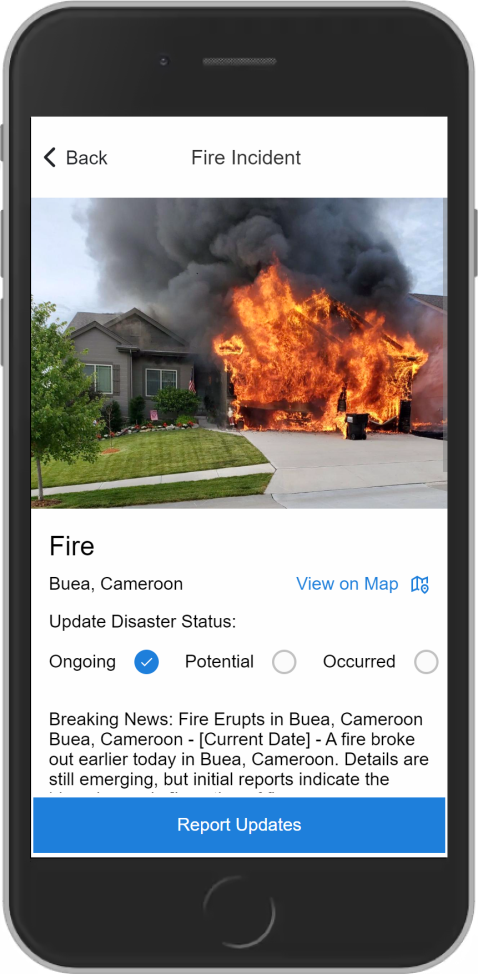 Back
Fire Incident
Fire
Buea, Cameroon
View on Map
Update Disaster Status:
Ongoing
Potential
Occurred
Breaking News: Fire Erupts in Buea, Cameroon
Buea, Cameroon - [Current Date] - A fire broke
out earlier today in Buea, Cameroon. Details are
still emerging, but initial reports indicate the
Report Updates